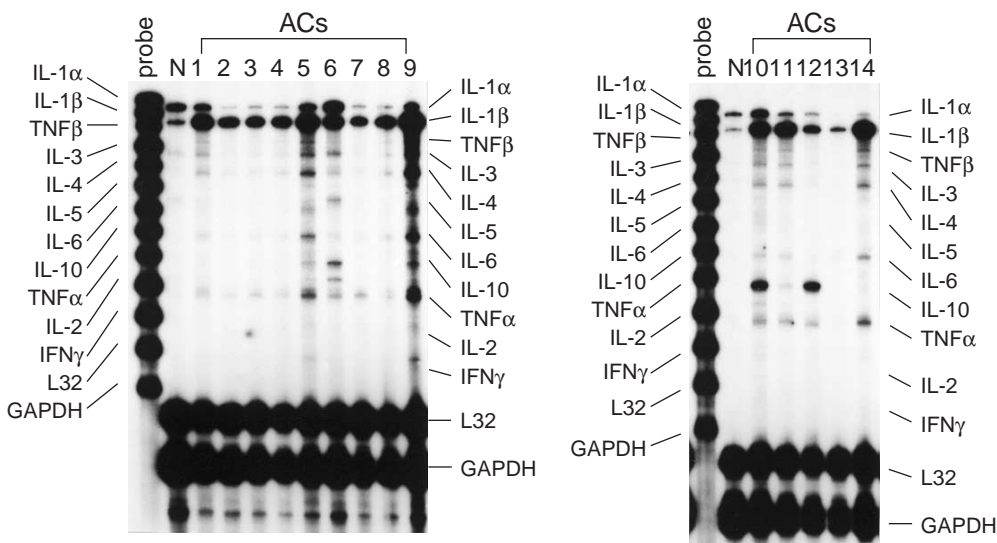 ACs
probe
N 1 2 3 4 5 6 7 8 9
IL-1α
IL-1β
TNFβ
IL-3
IL-4
IL-5
IL-6
IL-10
TNFα
IL-2
IFNγ
L32
GAPDH
IL-1α
IL-1β
TNFβ
IL-3
IL-4
IL-5
IL-6
IL-10
TNFα
IL-2
IFNγ
L32
GAPDH
ACs
probe
N 10 11 12 13 14
IL-1α
IL-1β
TNFβ
IL-3
IL-4
IL-5
IL-6
IL-10
TNFα
IL-2
IFNγ
L32
GAPDH
IL-1α
IL-1β
TNFβ
IL-3
IL-4
IL-5
IL-6
IL-10
TNFα
IL-2
IFNγ
L32
GAPDH